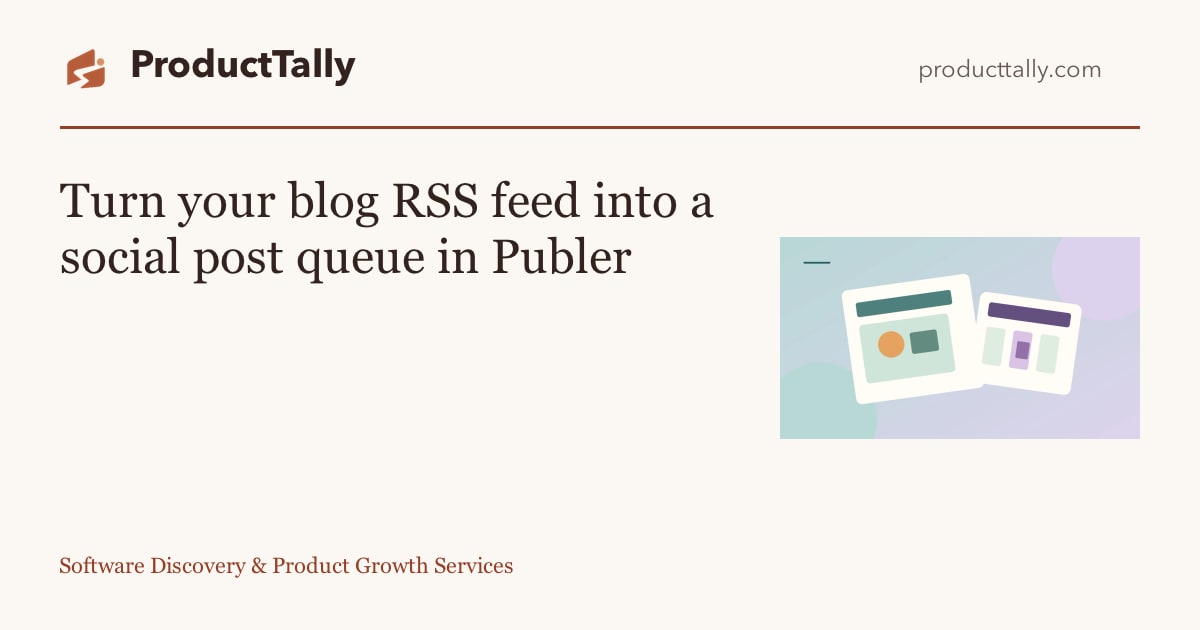 ProductTally
producttally.com
Turn your blog RSS feed into a
social post queue in Publer
Software Discovery & Product Growth Services